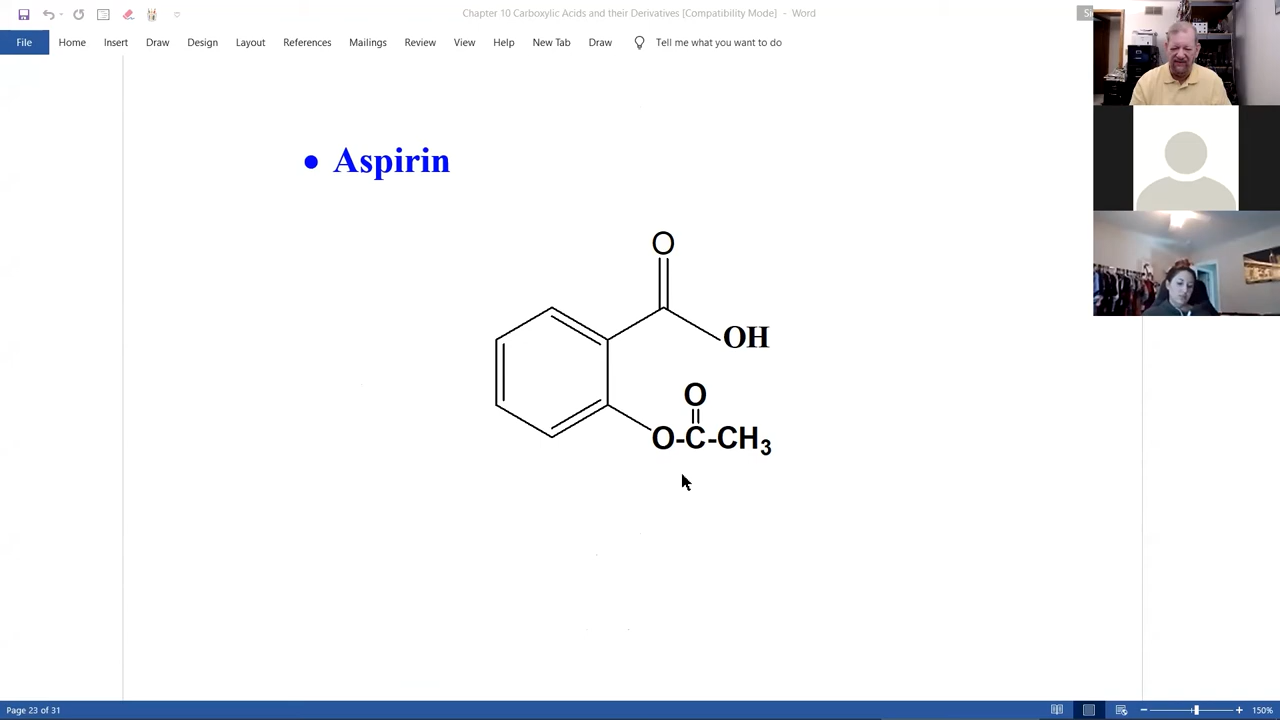 Chapter 10 Carboxylic Acids and their Derivatives [Compatibility Mode] - Word
File Home Insert Draw Design Layout References Mailings Review View Help New Tab Draw Tell me what you want to do
• Aspirin
O
OH
O
O-C-CH₃
Page 23 of 31
150%